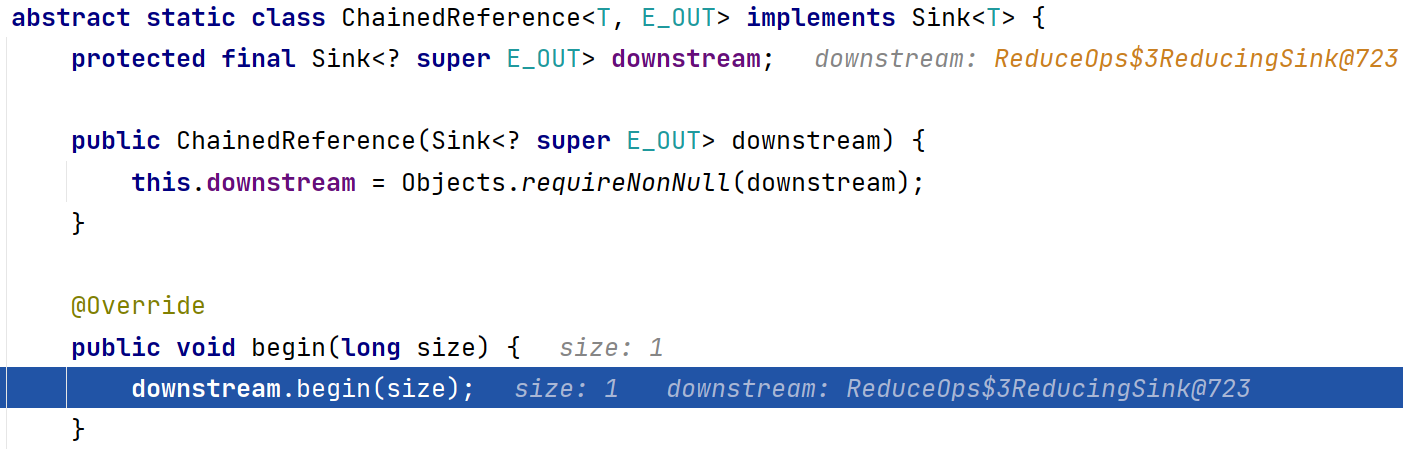 abstract static class ChainedReference<T, E_OUT> implements Sink<T> {
    protected final Sink<? super E_OUT> downstream;   downstream: ReduceOps$3ReducingSink@723
    public ChainedReference(Sink<? super E_OUT> downstream) {
        this.downstream = Objects.requireNonNull(downstream);
    }
    @Override
    public void begin(long size) {   size: 1
        downstream.begin(size);   size: 1   downstream: ReduceOps$3ReducingSink@723
    }